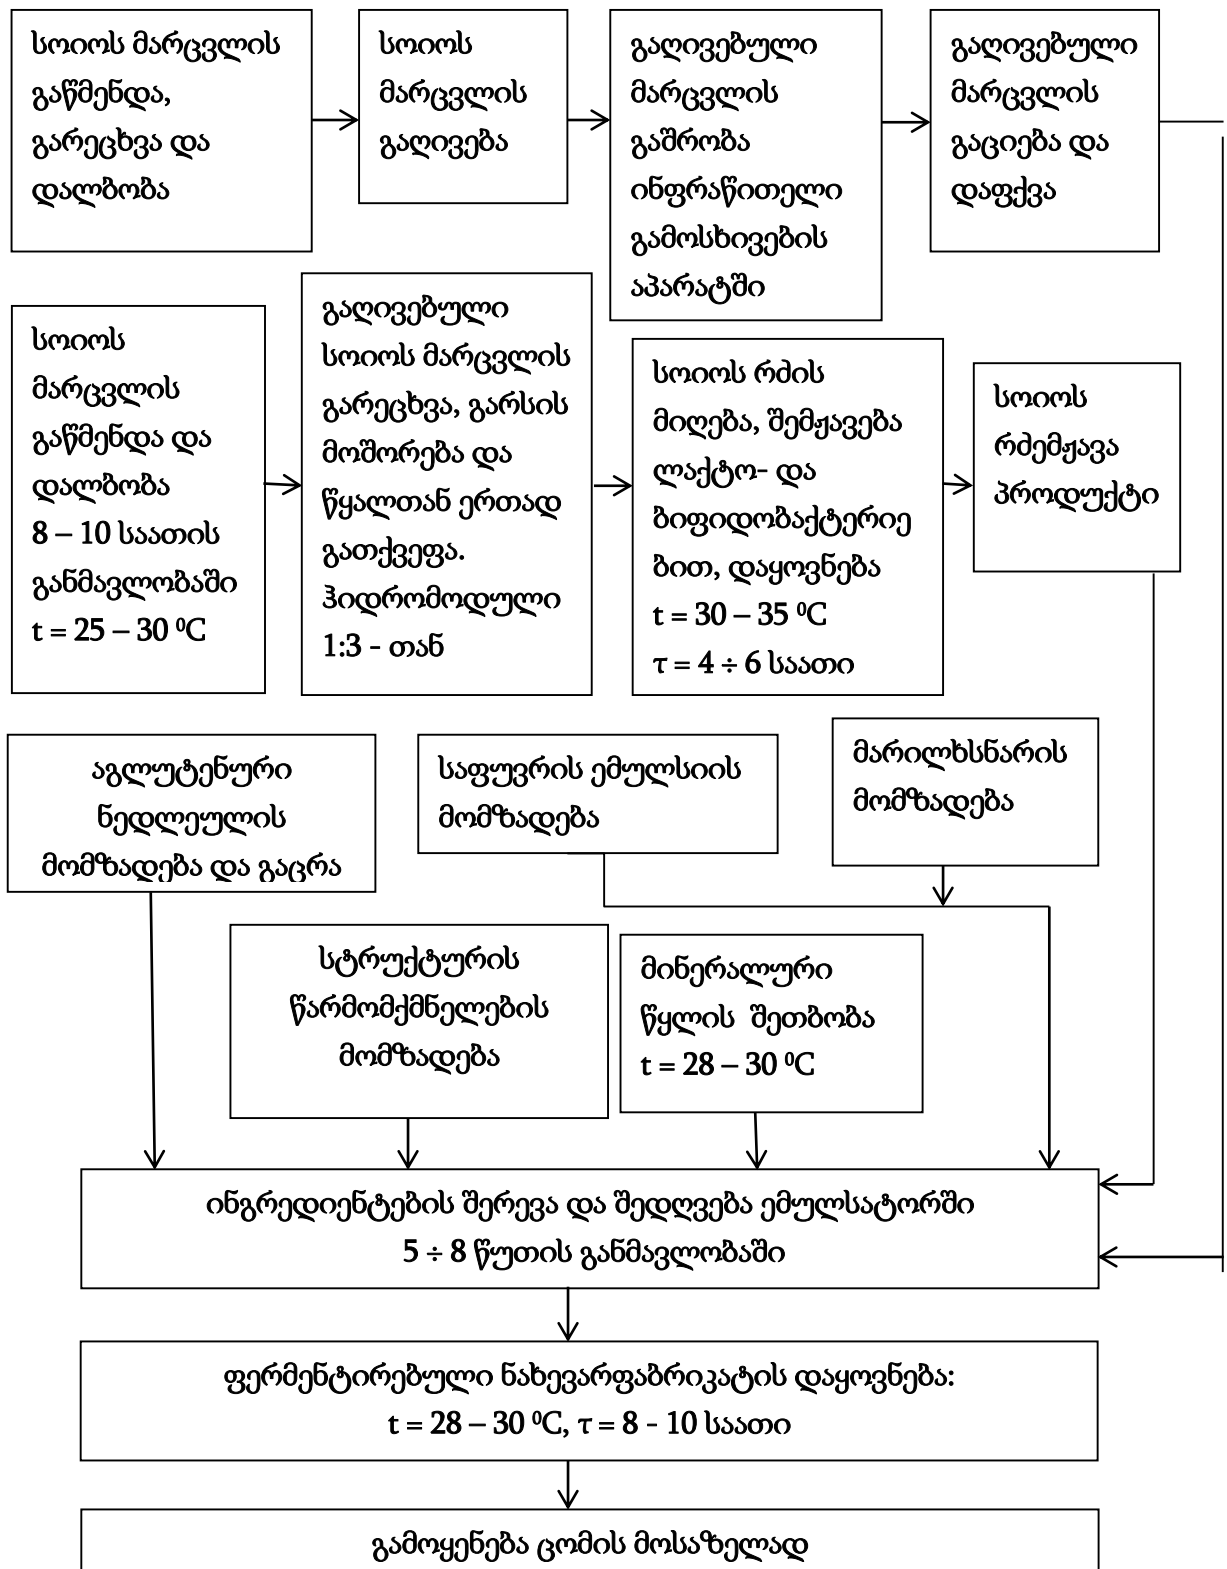 სოიოს მარცვლის
გაწმენდა,
გარეცხვა და
დალბობა
სოიოს
მარცვლის
გაღივება
გაღივებული
მარცვლის
გაშრობა
ინფრაწითელი
გამოსხივების
აპარატში
გაღივებული
მარცვლის
გაციება და
დაფქვა
სოიოს
მარცვლის
გაწმენდა და
დალბობა
8 – 10 საათის
განმავლობაში
t = 25 – 30 ⁰C
გაღივებული
სოიოს მარცვლის
გარეცხვა, გარსის
მოშორება და
წყალთან ერთად
გათქვეფა.
ჰიდრომოდული
1:3 - თან
სოიოს რძის
მიღება, შემჟავება
ლაქტო- და
ბიფიდობაქტერიე
ბით, დაყოვნება
t = 30 – 35 ⁰C
τ = 4 ÷ 6 საათი
სოიოს
რძემჟავა
პროდუქტი
აგლუტენური
ნედლეულის
მომზადება და გაცრა
საფუვრის ემულსიის
მომზადება
მარილხსნარის
მომზადება
სტრუქტურის
წარმომქმნელების
მომზადება
მინერალური
წყლის შეთბობა
t = 28 – 30 ⁰C
ინგრედიენტების შერევა და შედღვება ემულსატორში
5 ÷ 8 წუთის განმავლობაში
ფერმენტირებული ნახევარფაბრიკატის დაყოვნება:
t = 28 – 30 ⁰C, τ = 8 - 10 საათი
გამოყენება ცომის მოსაზელად